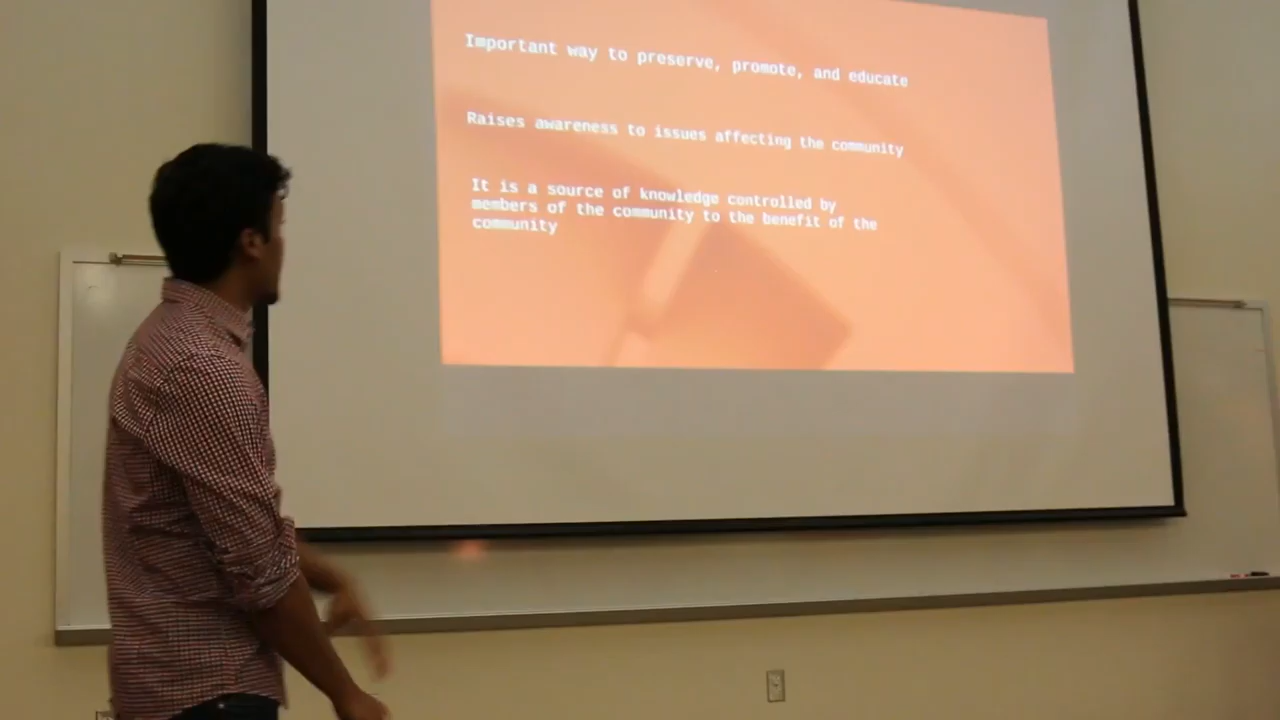 Important way to preserve, promote, and educate
Raises awareness to issues affecting the community
It is a source of knowledge controlled by
members of the community to the benefit of the
community